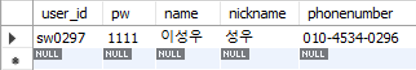 user_id pw name nickname phonenumber
sw0297 1111 이성우 성우 010-4534-0296
NULL NULL NULL NULL NULL